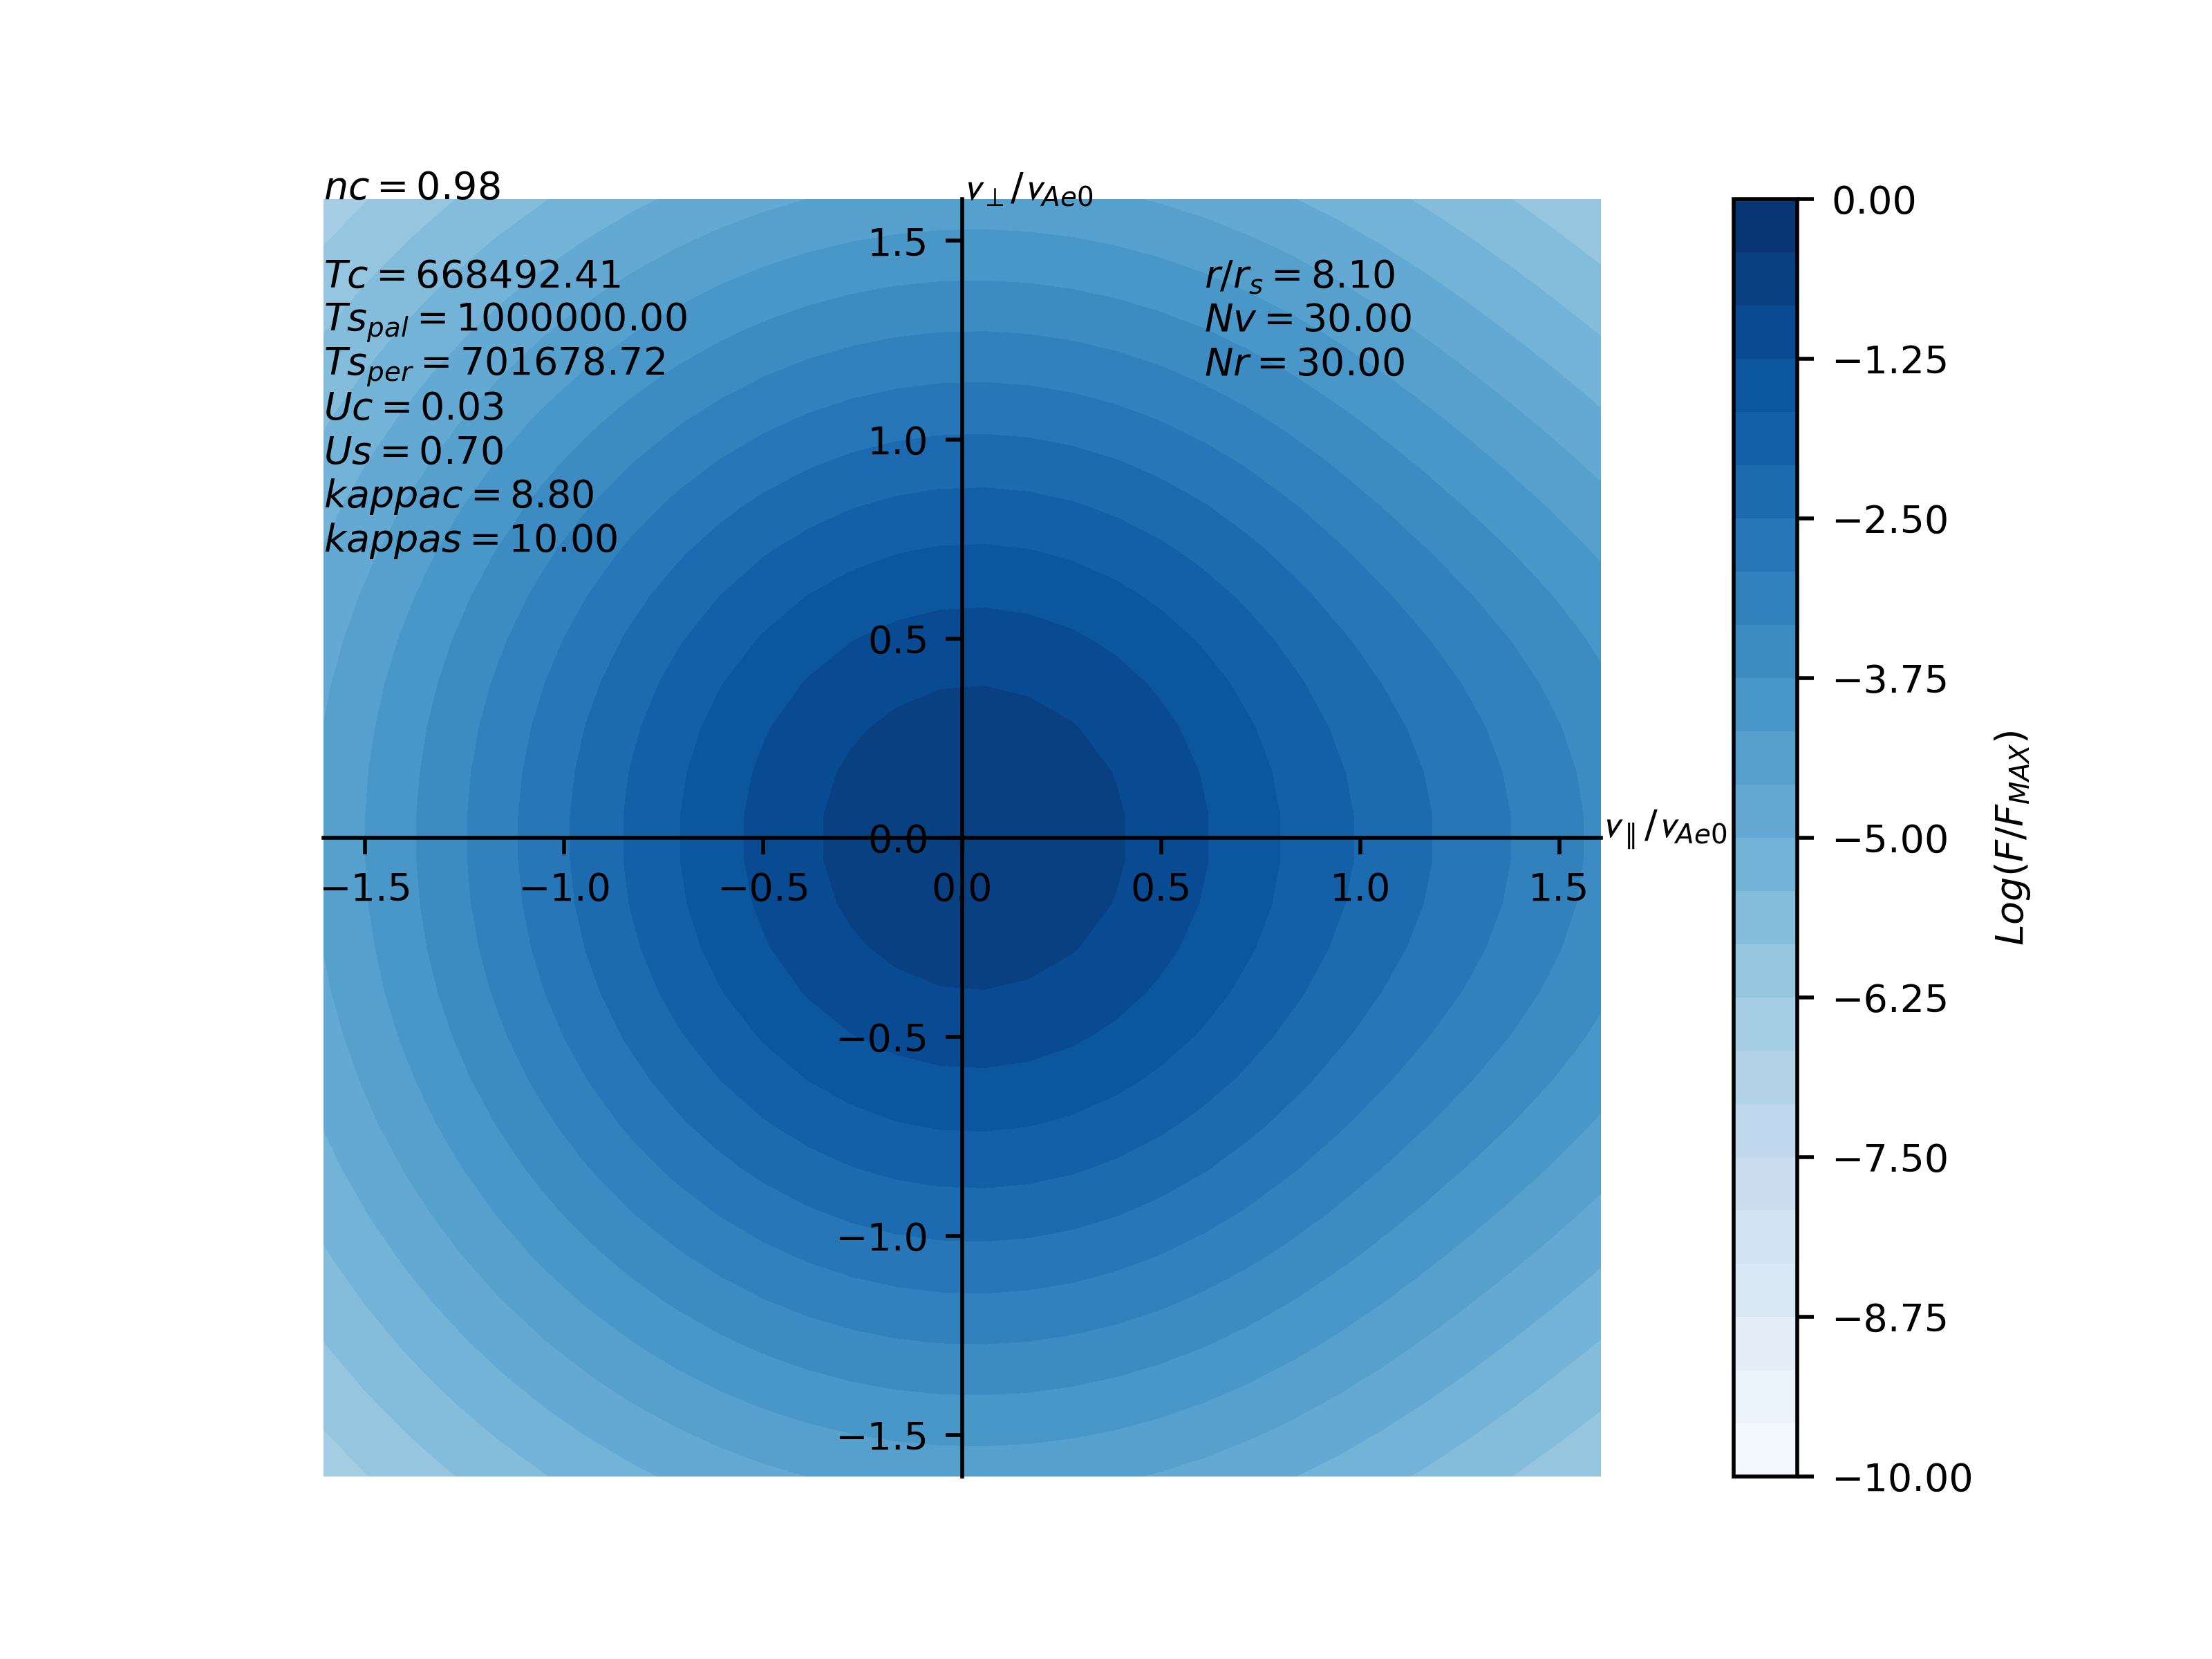 nc = 0.98
v⊥/vAe0
Tc = 668492.41
Tspal = 1000000.00
Tsper = 701678.72
Uc = 0.03
Us = 0.70
kappac = 8.80
kappas = 10.00
r/rs = 8.10
Nv = 30.00
Nr = 30.00
1.5
1.0
0.5
0.0
−0.5
−1.0
−1.5
−1.5
−1.0
−0.5
0.0
0.5
1.0
1.5
v∥/vAe0
0.00
−1.25
−2.50
−3.75
−5.00
−6.25
−7.50
−8.75
−10.00
Log(F/FMAX)